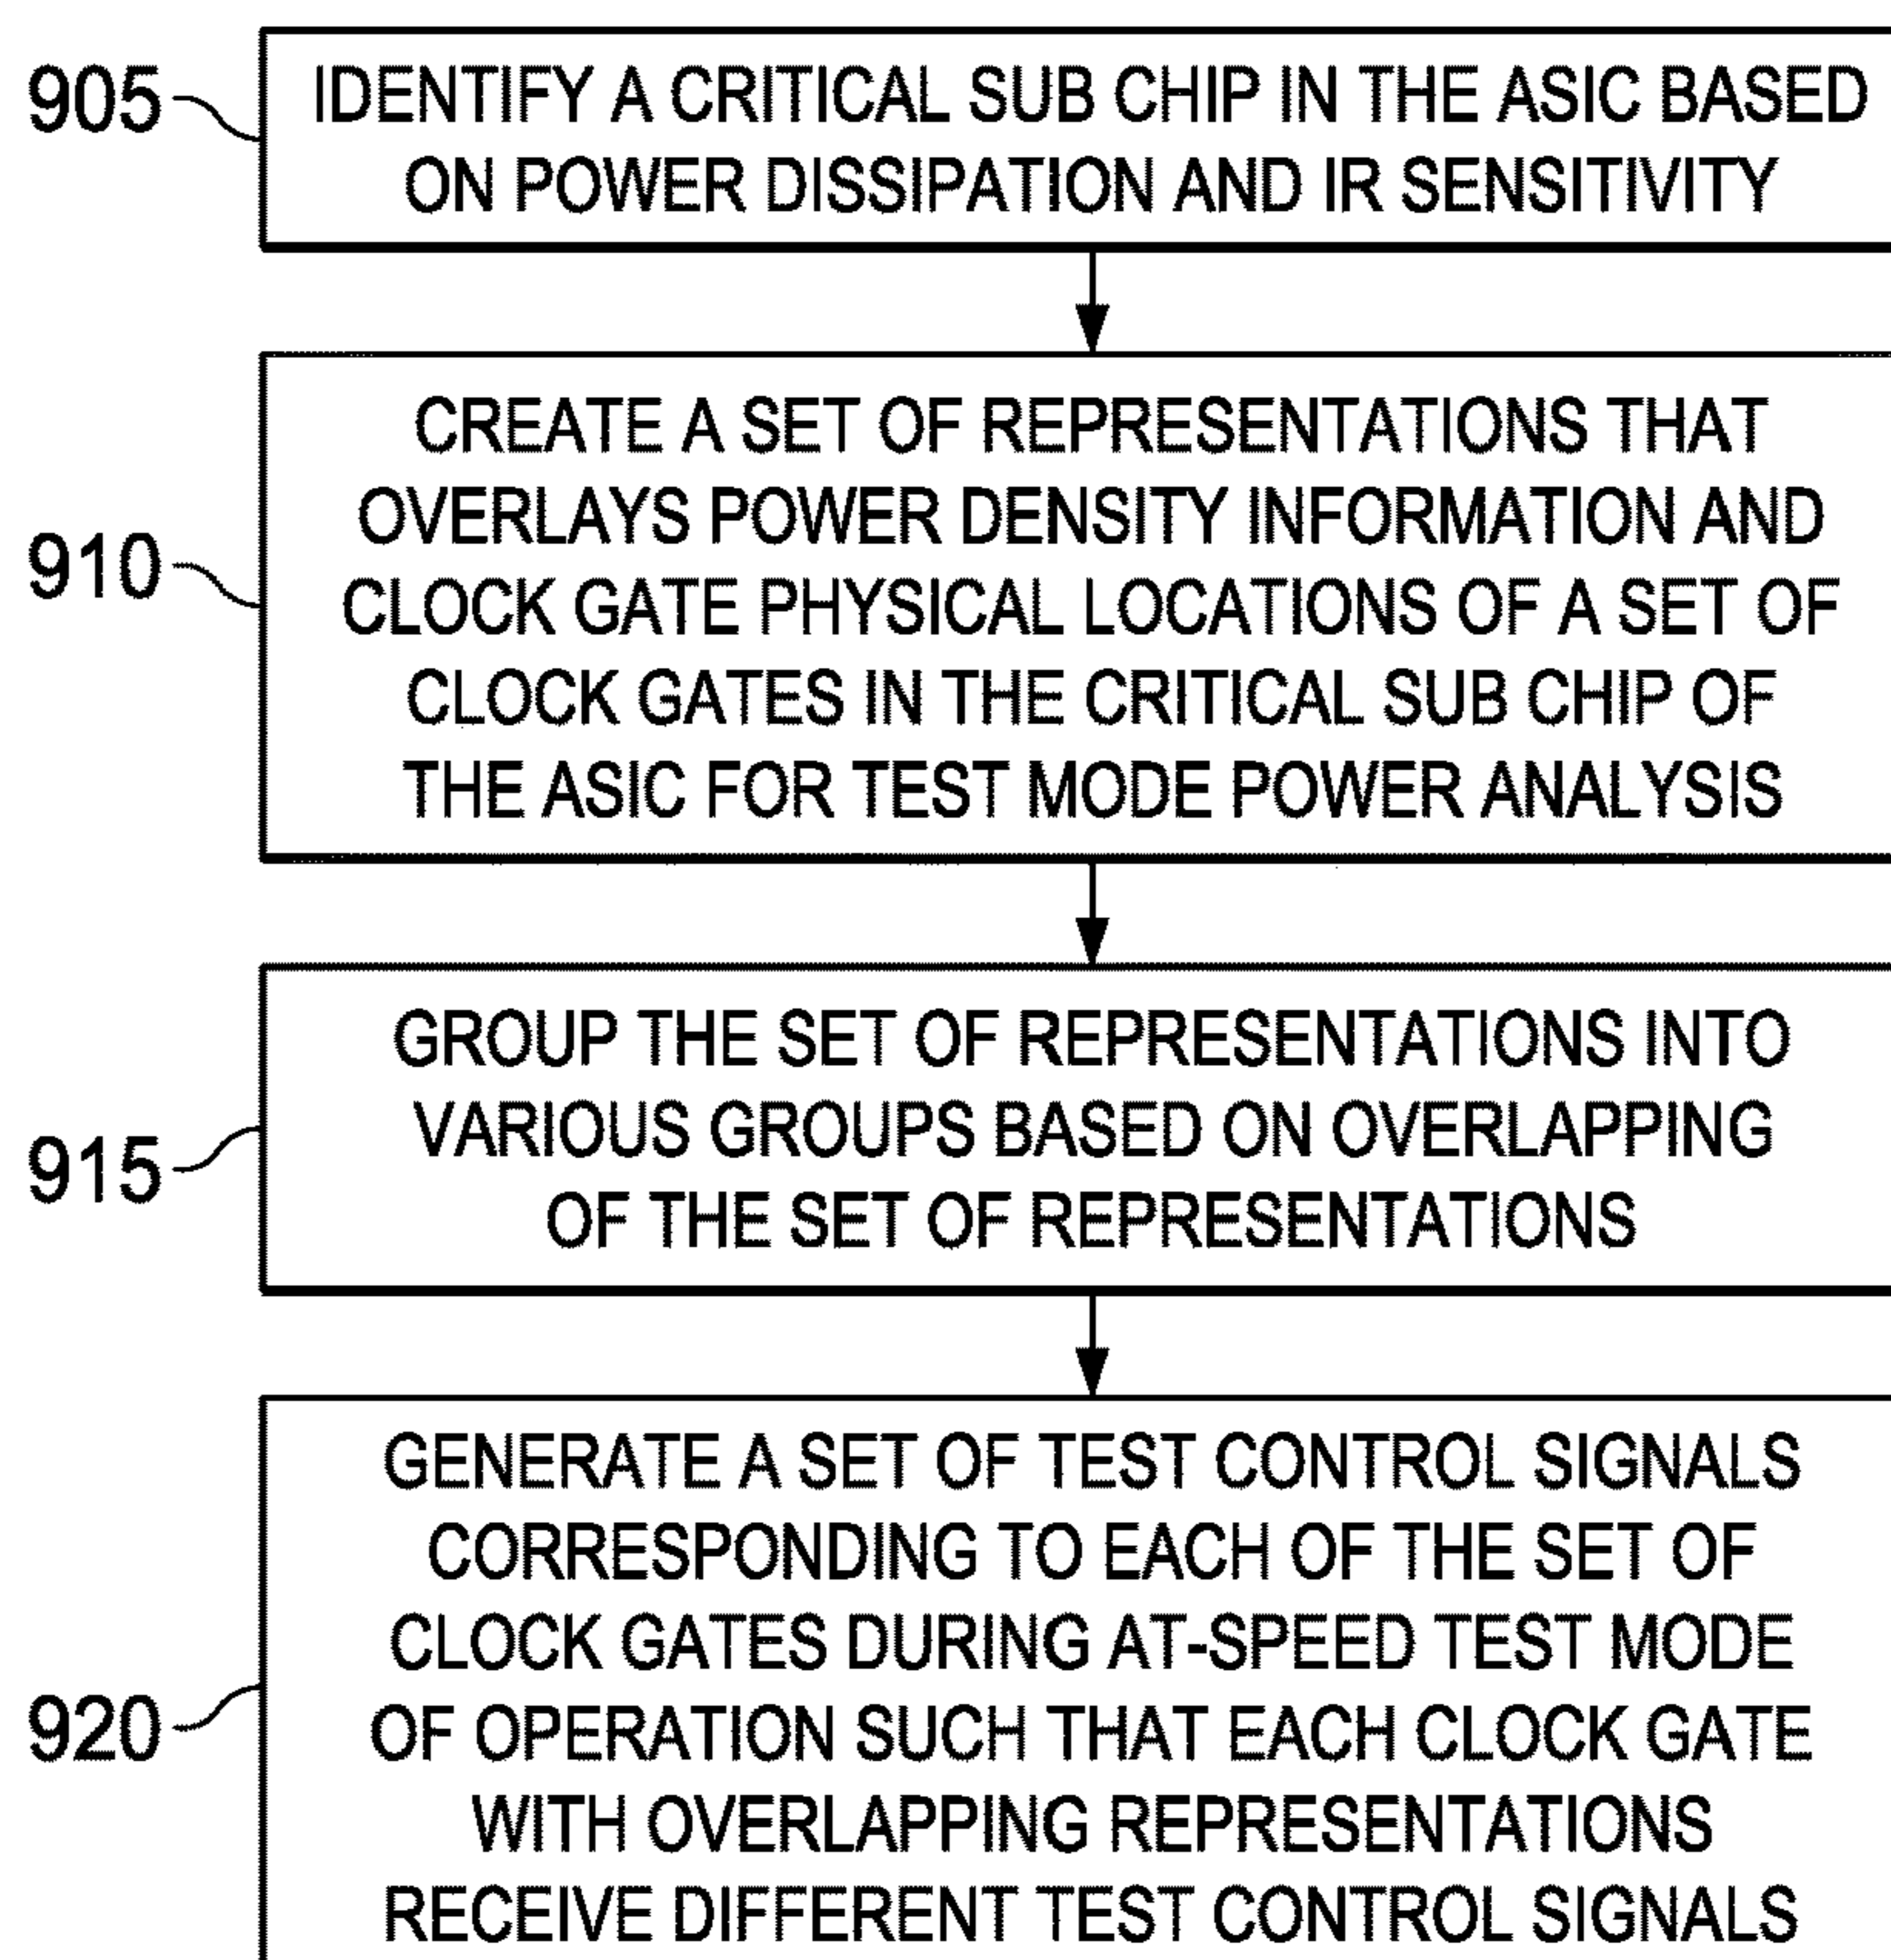 905
IDENTIFY A CRITICAL SUB CHIP IN THE ASIC BASED
ON POWER DISSIPATION AND IR SENSITIVITY
910
CREATE A SET OF REPRESENTATIONS THAT
OVERLAYS POWER DENSITY INFORMATION AND
CLOCK GATE PHYSICAL LOCATIONS OF A SET OF
CLOCK GATES IN THE CRITICAL SUB CHIP OF
THE ASIC FOR TEST MODE POWER ANALYSIS
915
GROUP THE SET OF REPRESENTATIONS INTO
VARIOUS GROUPS BASED ON OVERLAPPING
OF THE SET OF REPRESENTATIONS
920
GENERATE A SET OF TEST CONTROL SIGNALS
CORRESPONDING TO EACH OF THE SET OF
CLOCK GATES DURING AT-SPEED TEST MODE
OF OPERATION SUCH THAT EACH CLOCK GATE
WITH OVERLAPPING REPRESENTATIONS
RECEIVE DIFFERENT TEST CONTROL SIGNALS